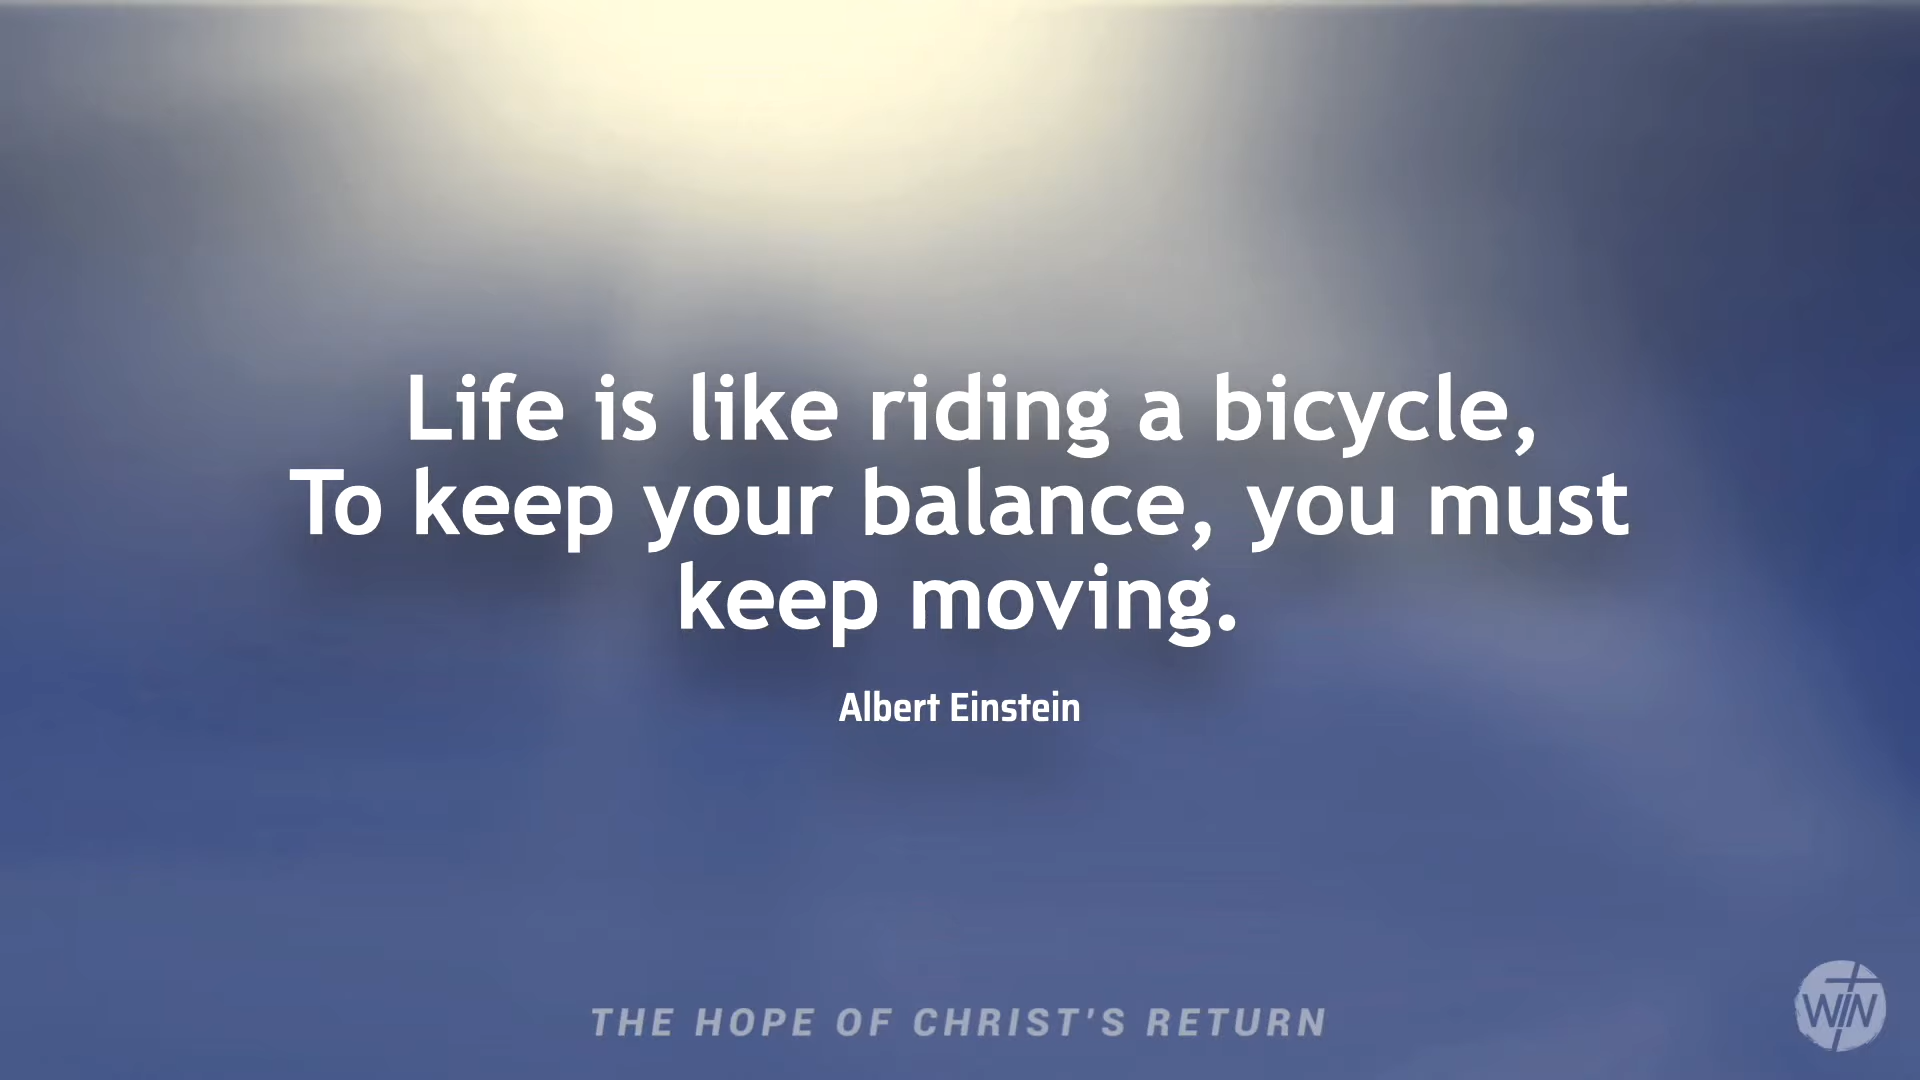 Life is like riding a bicycle,
To keep your balance, you must
keep moving.
Albert Einstein
THE HOPE OF CHRIST'S RETURN
WIN